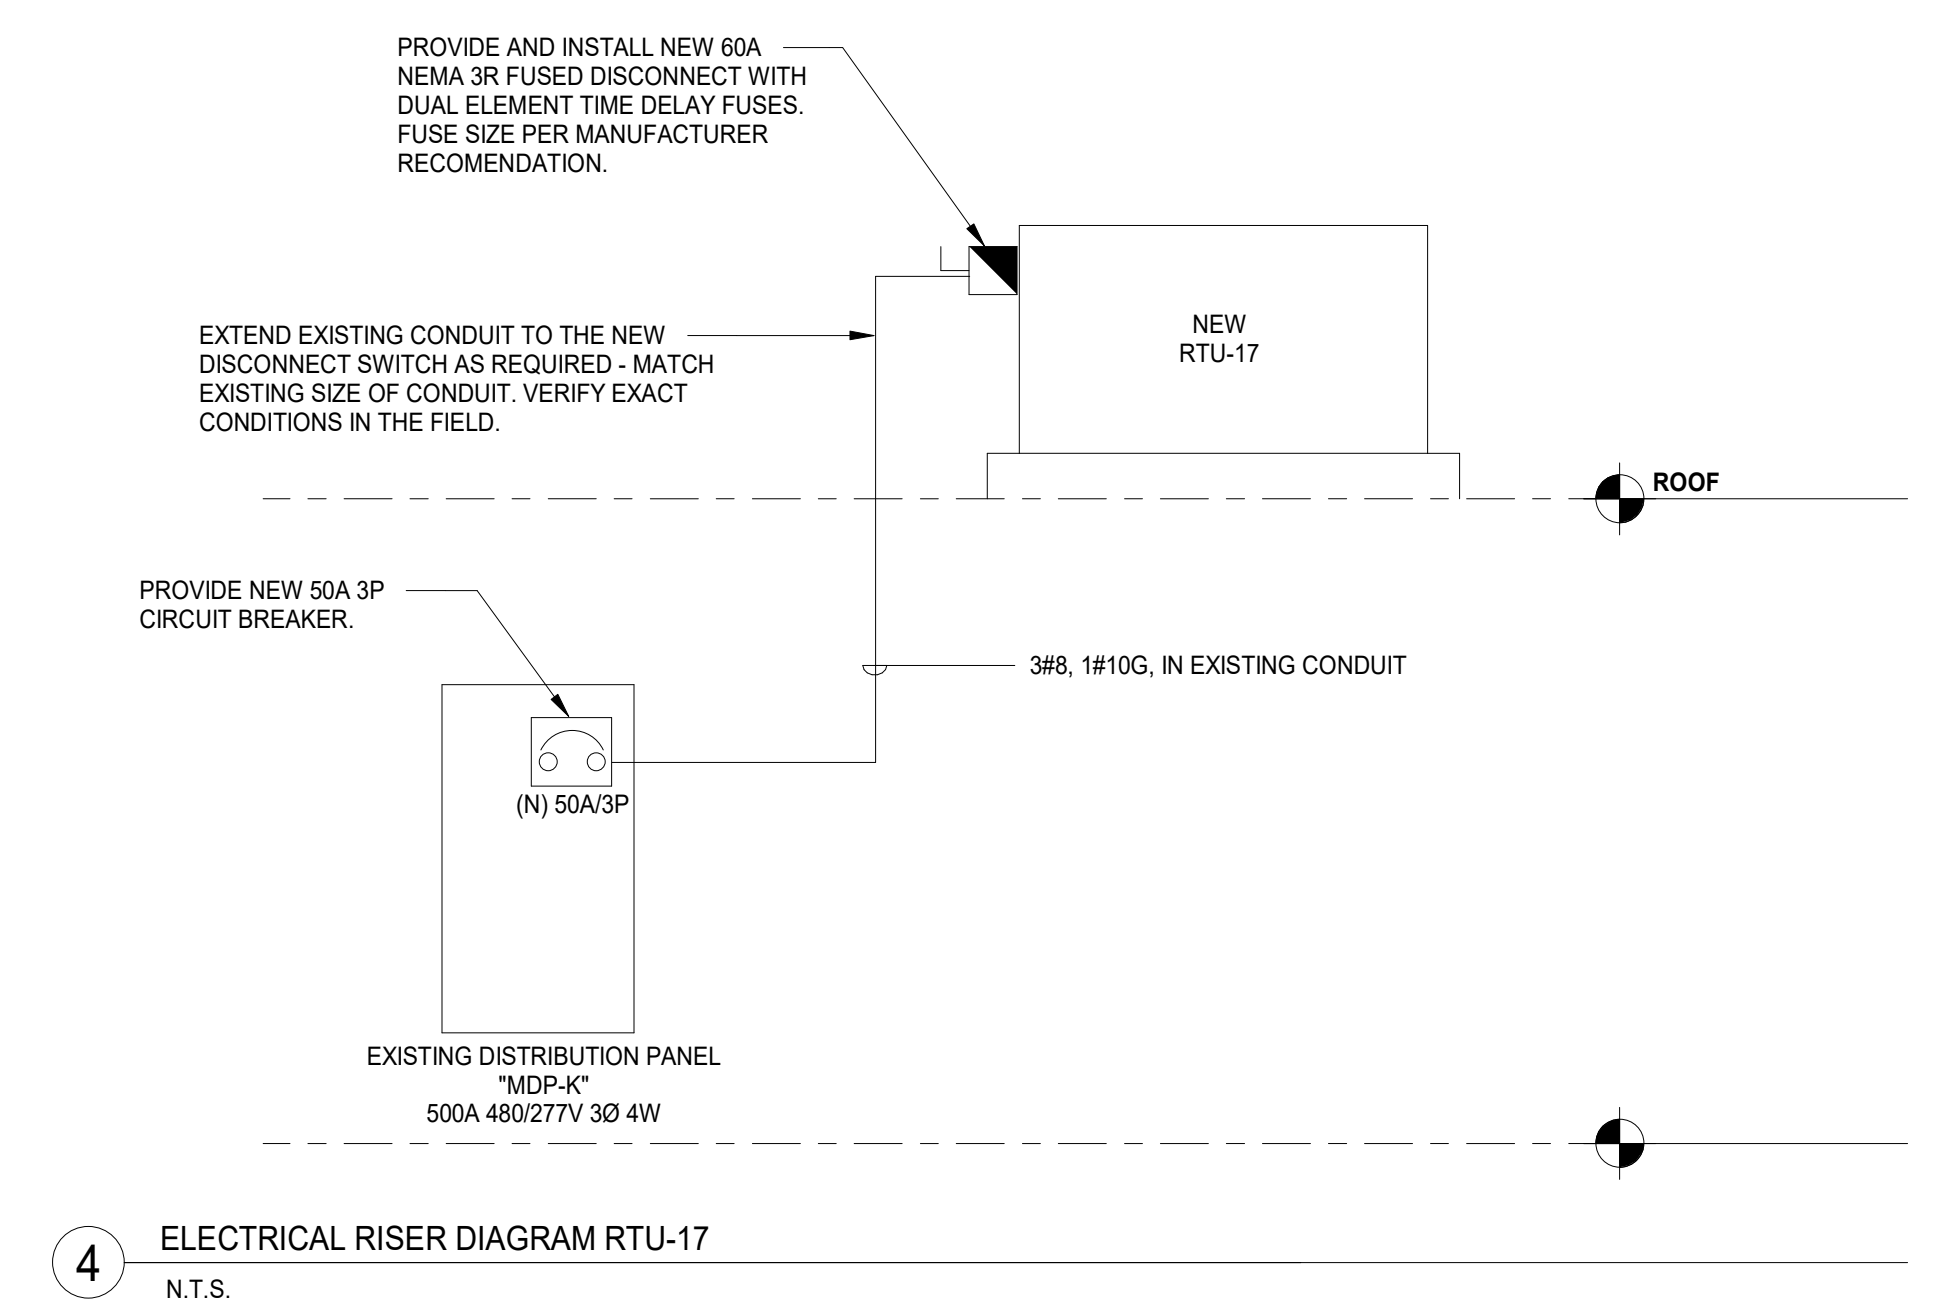 PROVIDE AND INSTALL NEW 60A
NEMA 3R FUSED DISCONNECT WITH
DUAL ELEMENT TIME DELAY FUSES.
FUSE SIZE PER MANUFACTURER
RECOMENDATION.
EXTEND EXISTING CONDUIT TO THE NEW
DISCONNECT SWITCH AS REQUIRED - MATCH
EXISTING SIZE OF CONDUIT. VERIFY EXACT
CONDITIONS IN THE FIELD.
NEW
RTU-17
ROOF
PROVIDE NEW 50A 3P
CIRCUIT BREAKER.
3#8, 1#10G, IN EXISTING CONDUIT
(N) 50A/3P
EXISTING DISTRIBUTION PANEL
"MDP-K"
500A 480/277V 3Ø 4W
4
ELECTRICAL RISER DIAGRAM RTU-17
N.T.S.